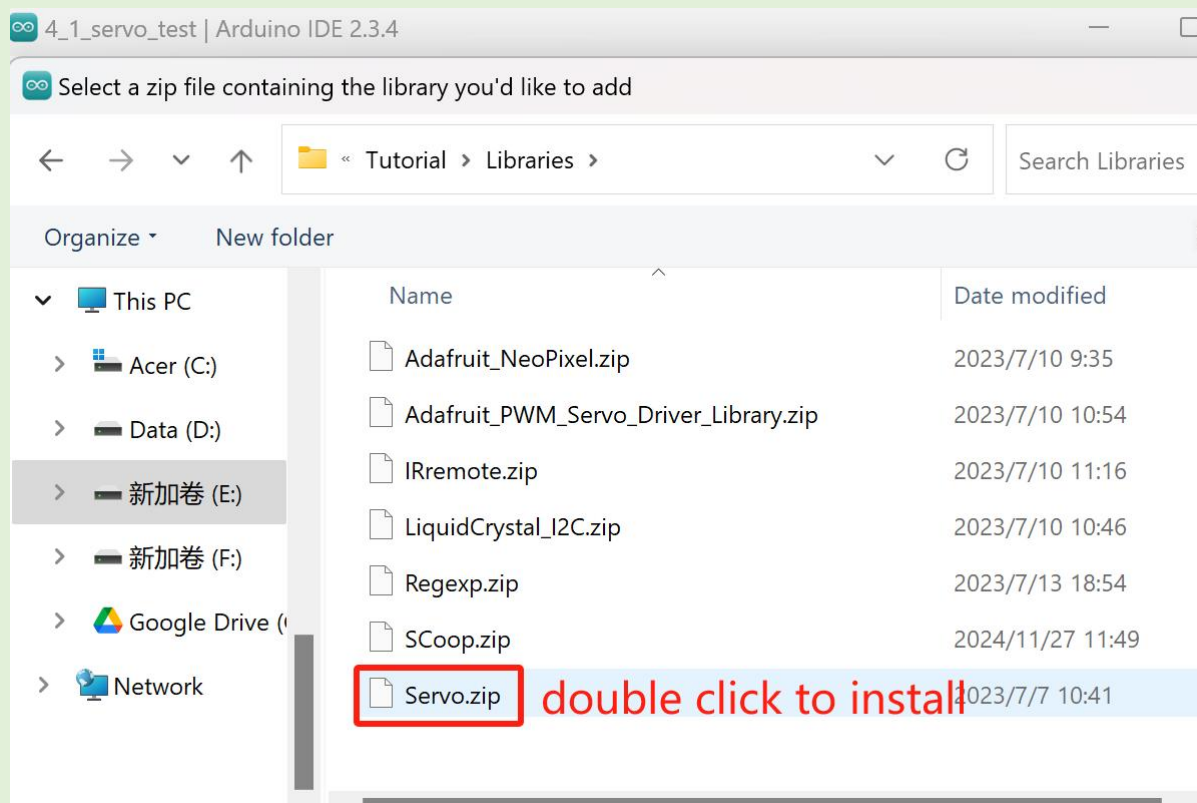 4_1_servo_test | Arduino IDE 2.3.4
Select a zip file containing the library you'd like to add
« Tutorial > Libraries > Search Libraries
Organize New folder
This PC
Acer (C:)
Data (D:)
新加卷 (E:)
新加卷 (F:)
Google Drive (
Network
Name Date modified
Adafruit_NeoPixel.zip 2023/7/10 9:35
Adafruit_PWM_Servo_Driver_Library.zip 2023/7/10 10:54
IRremote.zip 2023/7/10 11:16
LiquidCrystal_I2C.zip 2023/7/10 10:46
Regexp.zip 2023/7/13 18:54
SCoop.zip 2024/11/27 11:49
Servo.zip double click to install 2023/7/7 10:41